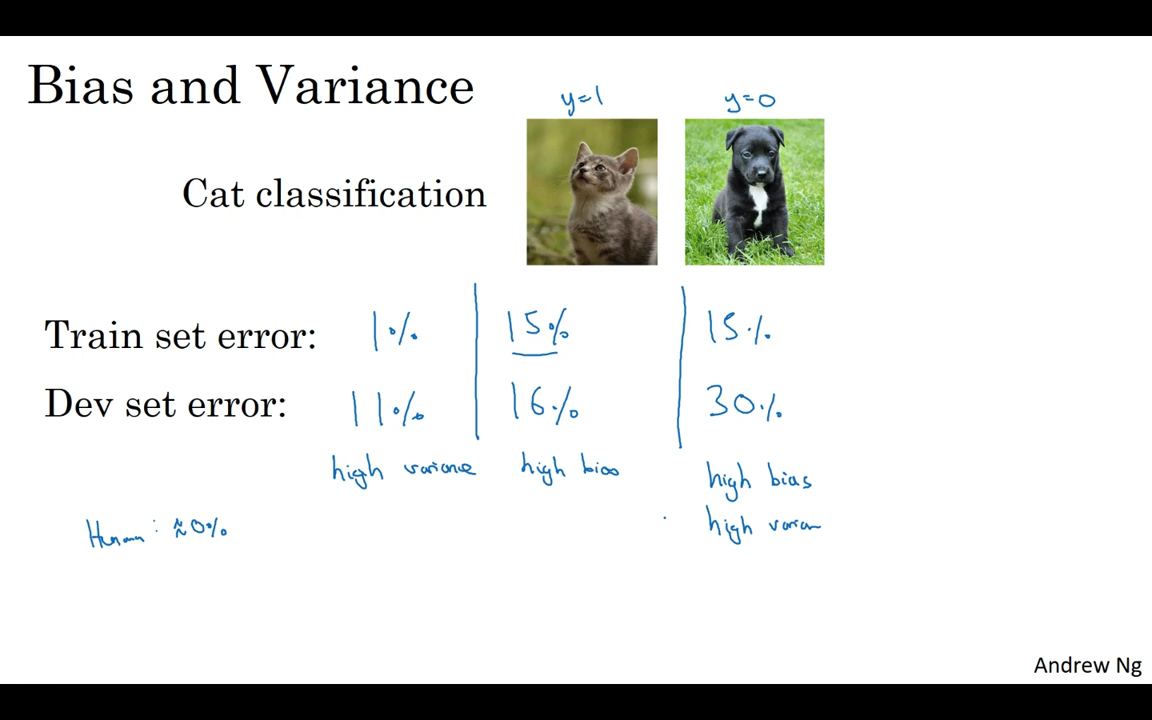 Bias and Variance
y=1 y=0
Cat classification
Train set error: 1% 15% 15%
Dev set error: 11% 16% 30%
high variance high bias high bias
high varian
Human: ≈0%
Andrew Ng